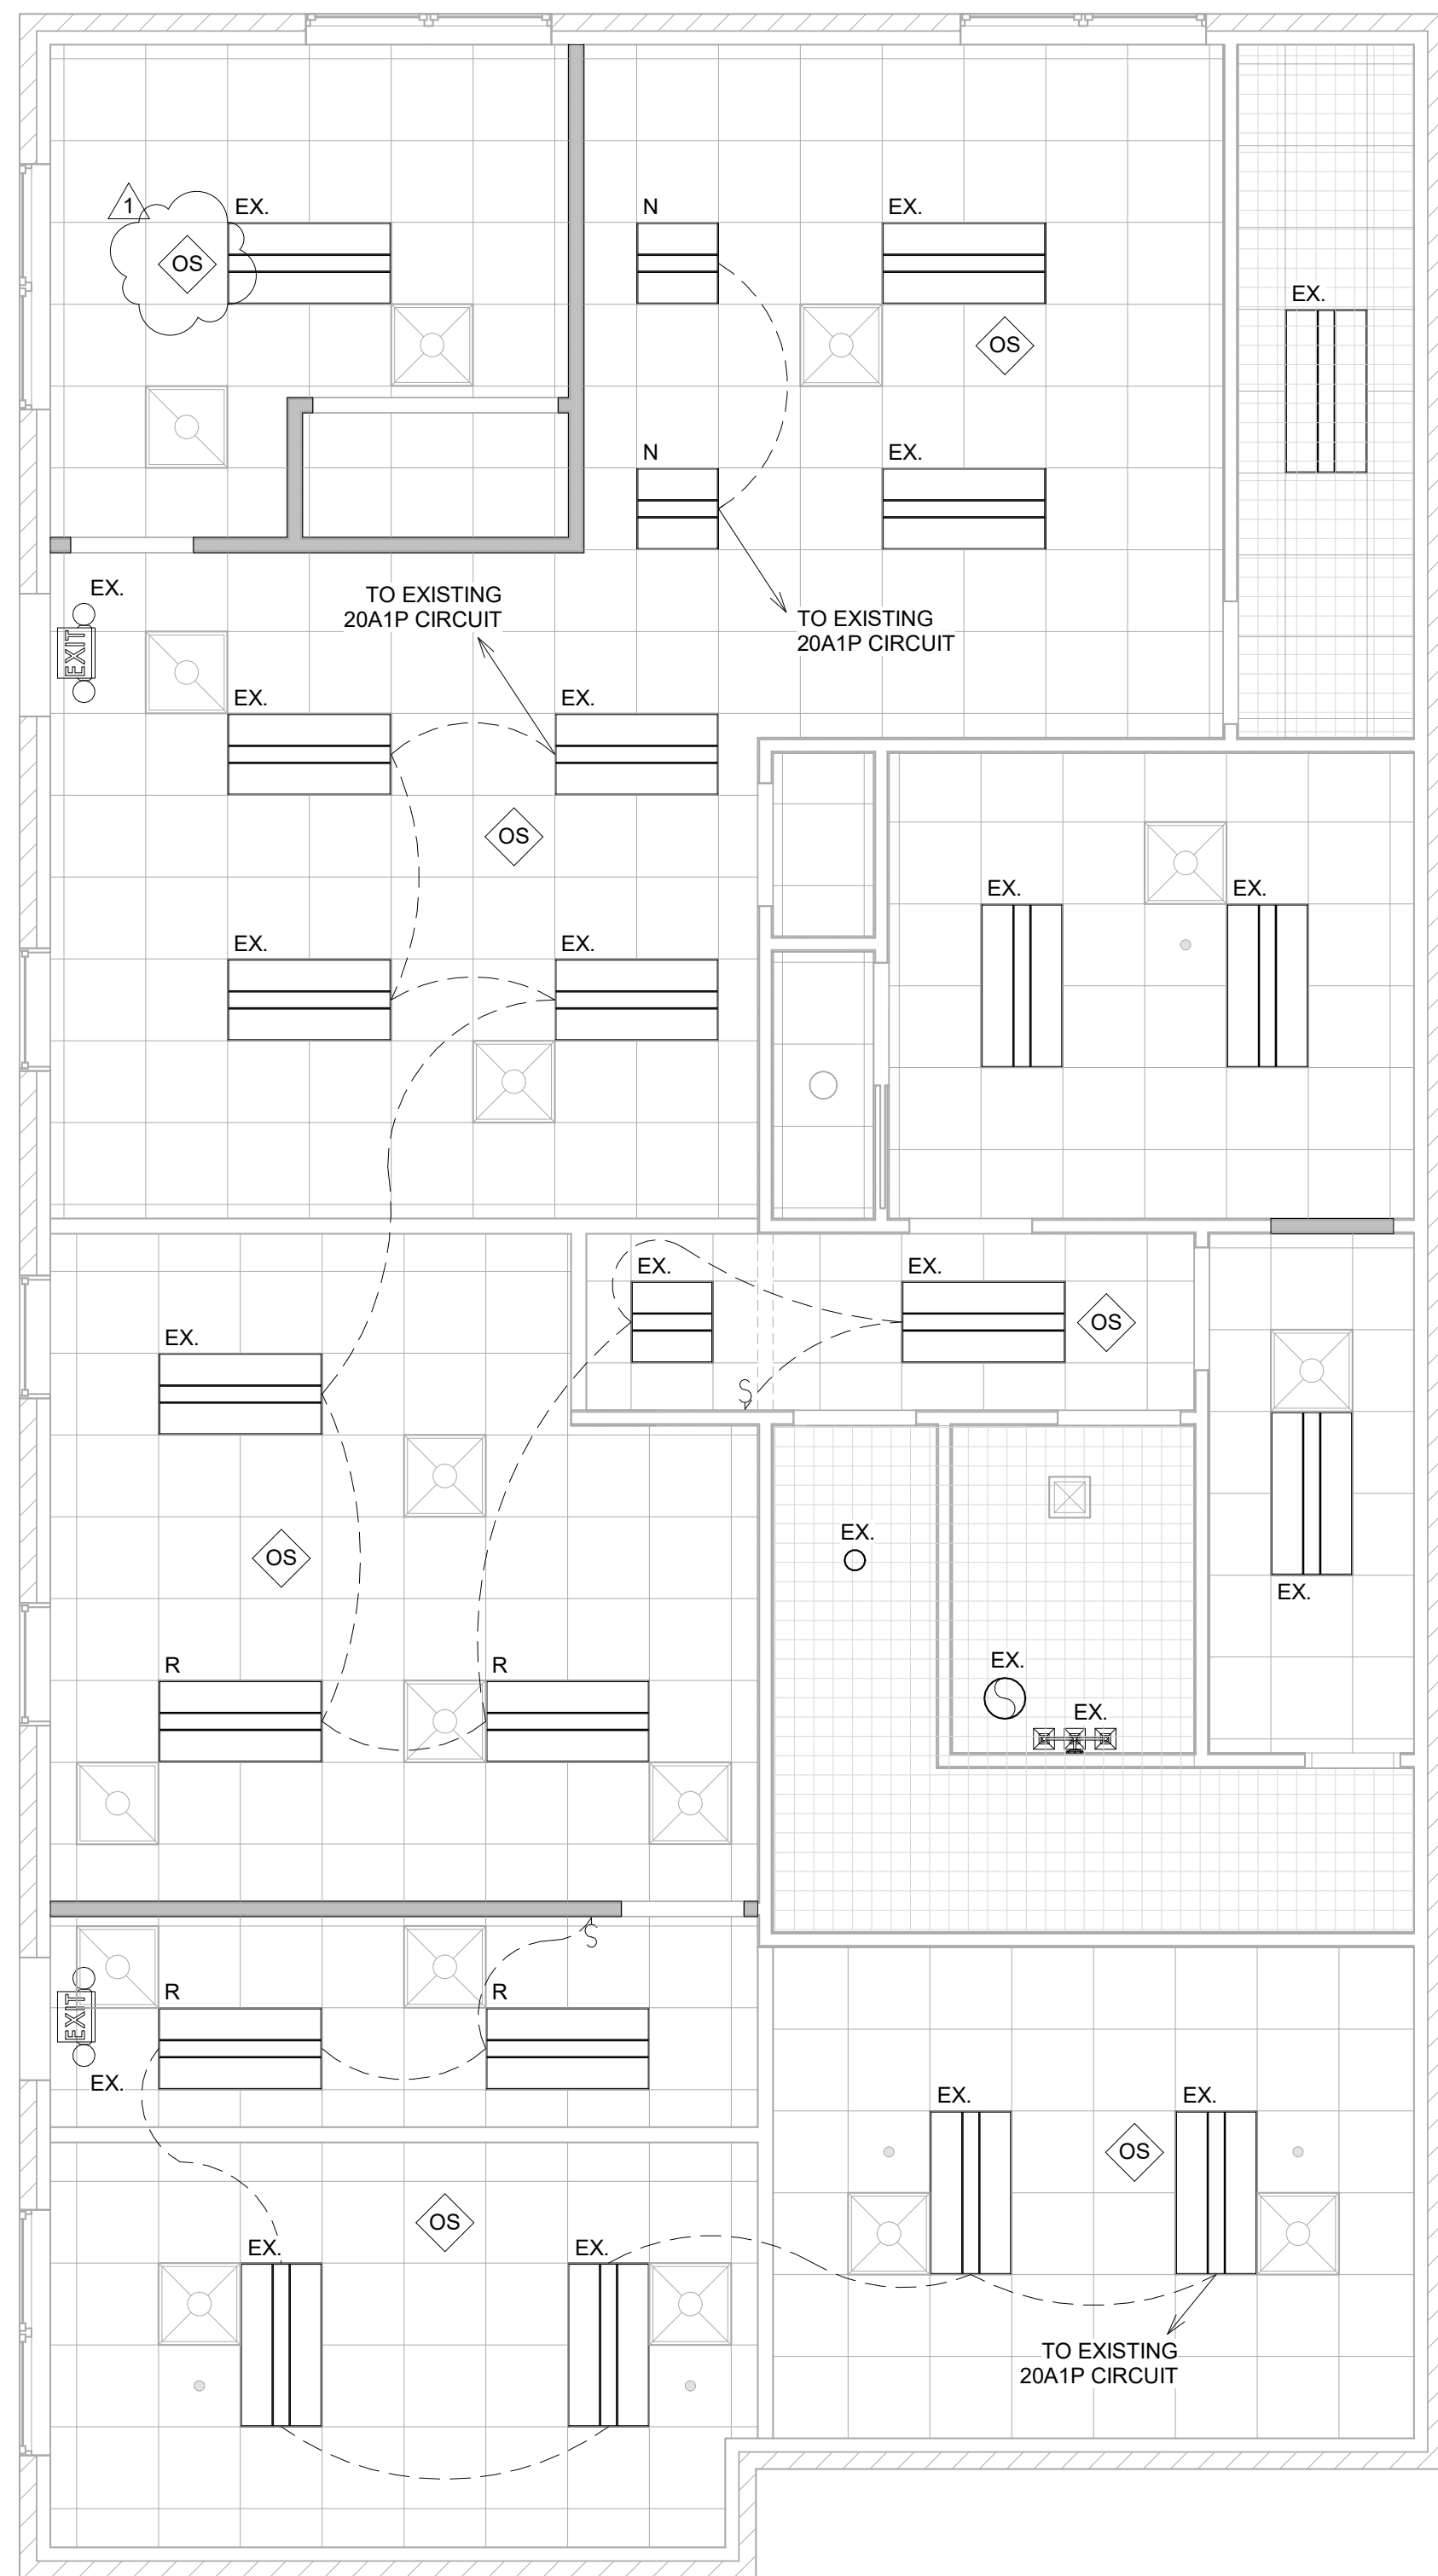 1
EX.
OS
N
EX.
EX.
OS
N
EX.
EX.
EXIT
TO EXISTING
20A1P CIRCUIT
TO EXISTING
20A1P CIRCUIT
EX.
EX.
OS
EX.
EX.
EX.
EX.
EX.
EX.
OS
S
EX.
OS
EX.
EX.
R
R
EX.
EX.
S
R
R
EXIT
EX.
EX.
EX.
OS
OS
EX.
EX.
TO EXISTING
20A1P CIRCUIT